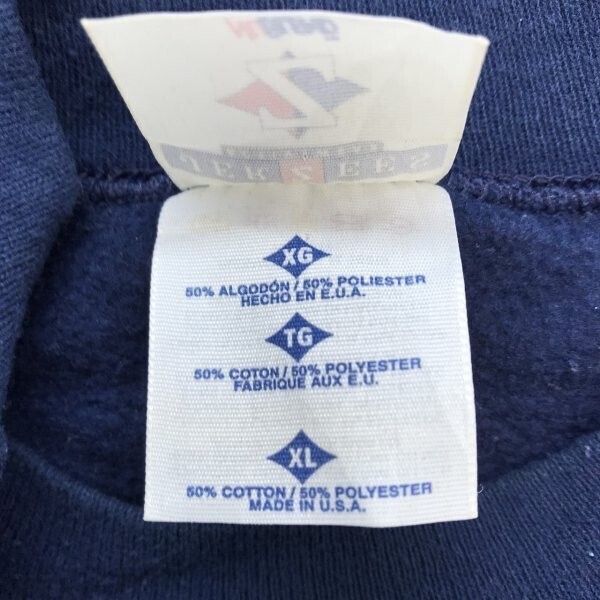 JERZEES
XG
50% ALGODÓN / 50% POLIESTER
HECHO EN E.U.A.
TG
50% COTON / 50% POLYESTER
FABRIQUE AUX E.U.
XL
50% COTTON / 50% POLYESTER
MADE IN U.S.A.